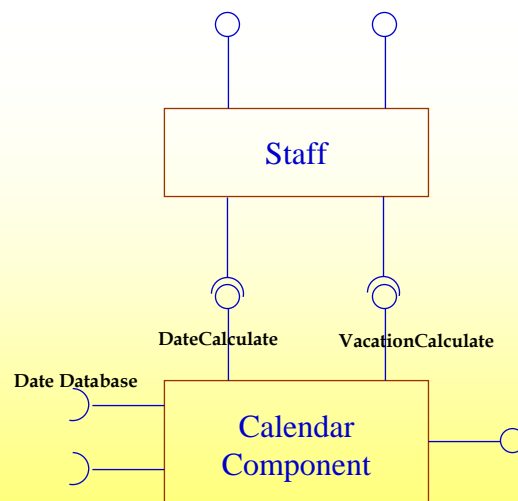 Staff
DateCalculate
VacationCalculate
Date Database
Calendar
Component